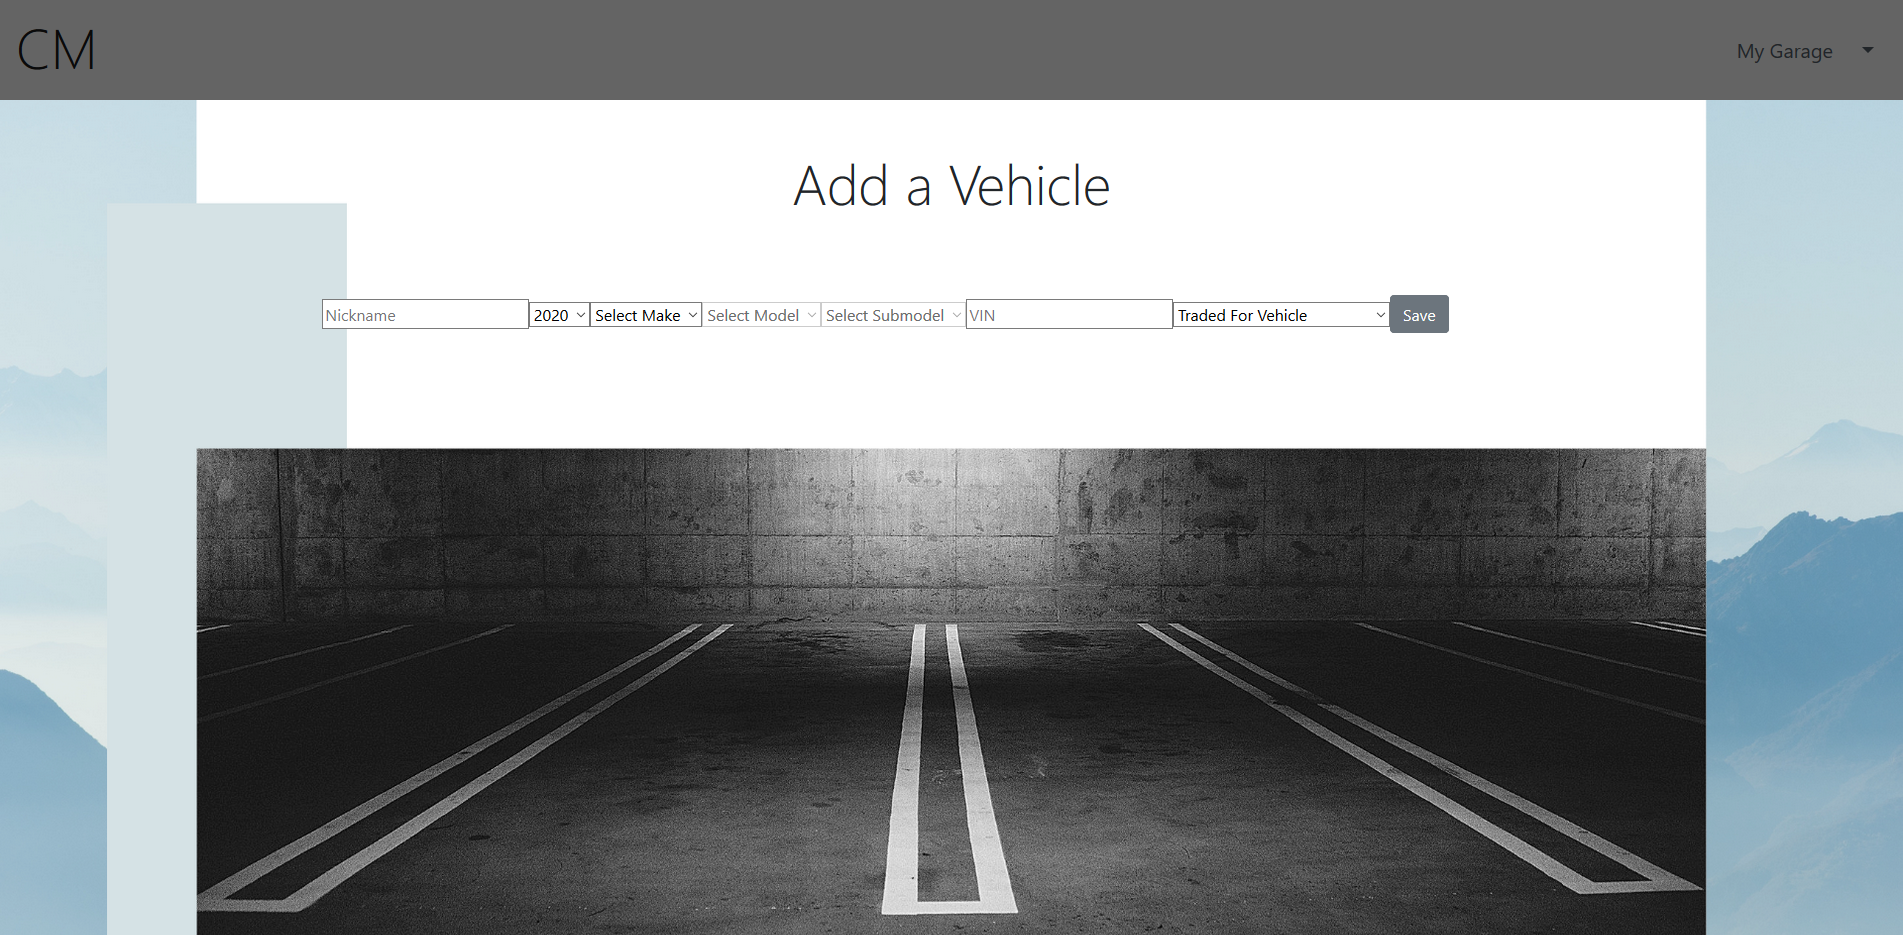 CM
My Garage
Add a Vehicle
Nickname 2020 Select Make Select Model Select Submodel VIN Traded For Vehicle Save